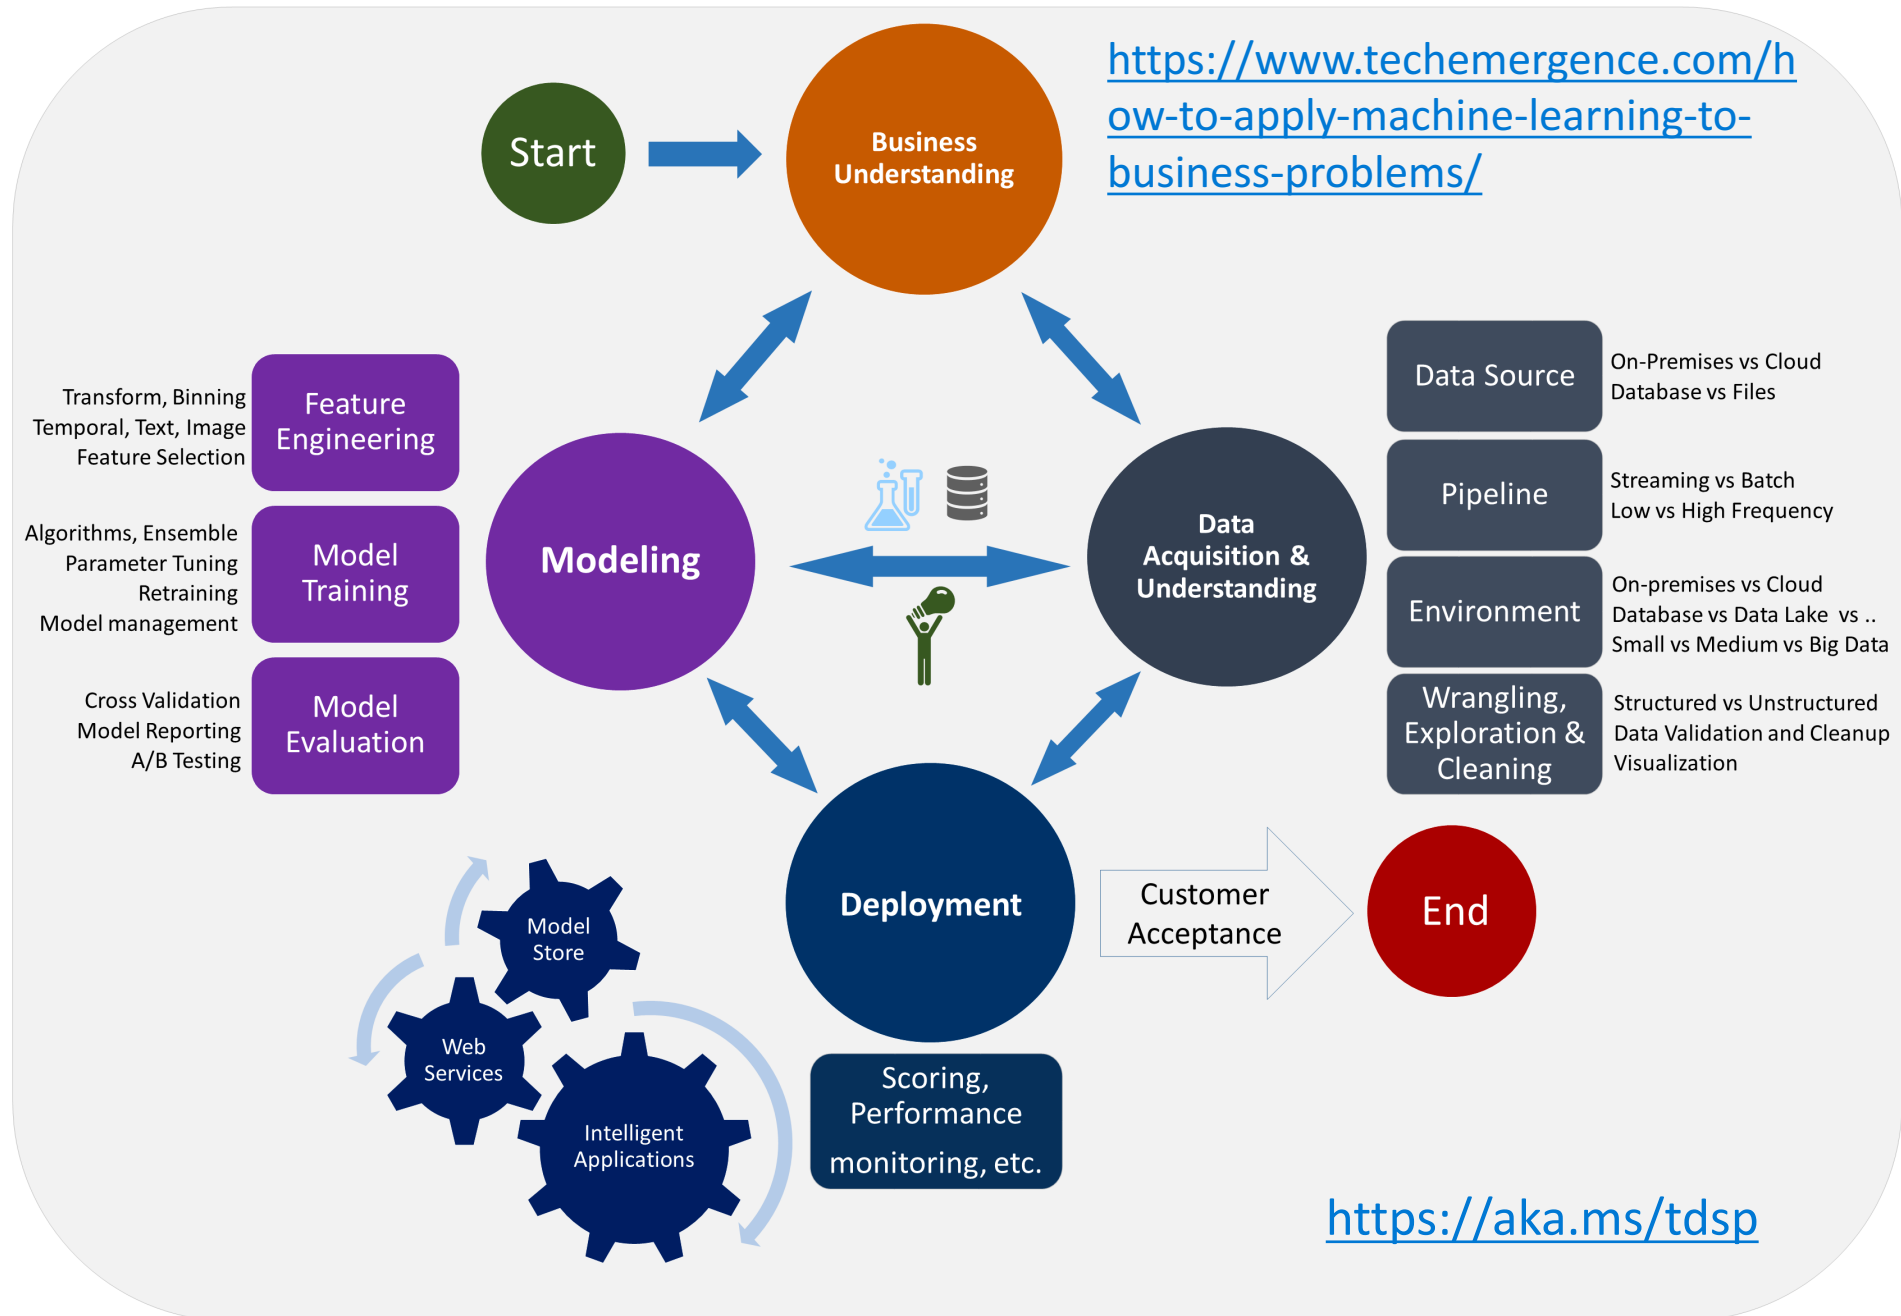 Start
Business
Understanding
https://www.techemergence.com/h
ow-to-apply-machine-learning-to-
business-problems/
Transform, Binning
Temporal, Text, Image
Feature Selection
Feature
Engineering
Algorithms, Ensemble
Parameter Tuning
Retraining
Model management
Model
Training
Cross Validation
Model Reporting
A/B Testing
Model
Evaluation
Modeling
Data
Acquisition &
Understanding
Data Source
On-Premises vs Cloud
Database vs Files
Pipeline
Streaming vs Batch
Low vs High Frequency
Environment
On-premises vs Cloud
Database vs Data Lake  vs ..
Small vs Medium vs Big Data
Wrangling,
Exploration &
Cleaning
Structured vs Unstructured
Data Validation and Cleanup
Visualization
Deployment
Customer
Acceptance
End
Model
Store
Web
Services
Intelligent
Applications
Scoring,
Performance
monitoring, etc.
https://aka.ms/tdsp